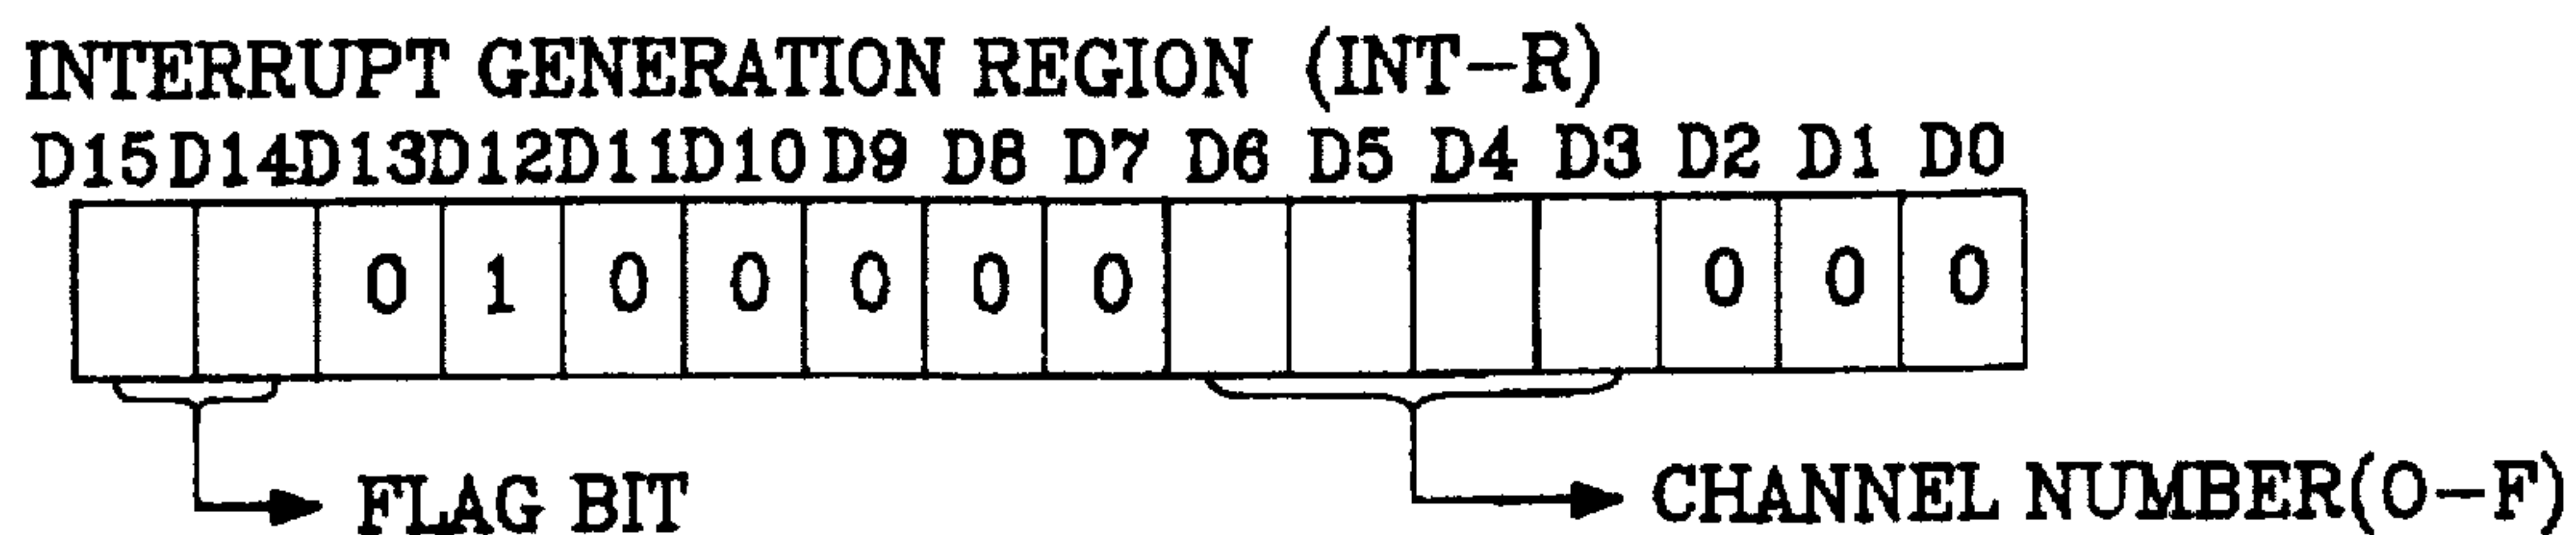 INTERRUPT GENERATION REGION (INT-R)
D15 D14 D13 D12 D11 D10 D9 D8 D7 D6 D5 D4 D3 D2 D1 D0
0 1 0 0 0 0 0 0 0 0
FLAG BIT CHANNEL NUMBER(0-F)